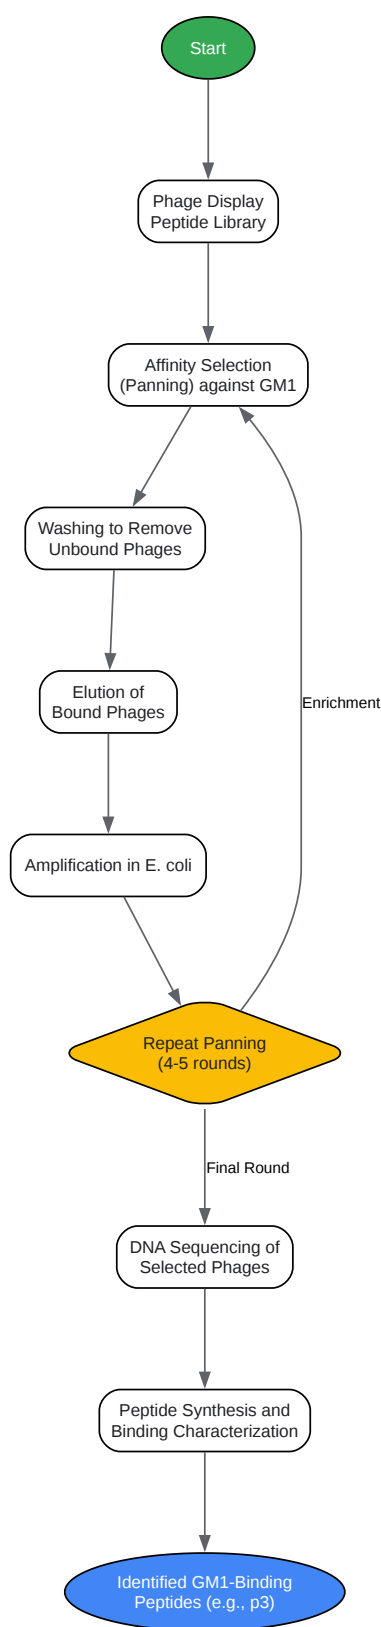 Start
Phage Display
Peptide Library
Affinity Selection
(Panning) against GM1
Washing to Remove
Unbound Phages
Elution of
Bound Phages
Enrichment
Amplification in E. coli
Repeat Panning
(4-5 rounds)
Final Round
DNA Sequencing of
Selected Phages
Peptide Synthesis and
Binding Characterization
Identified GM1-Binding
Peptides (e.g., p3)